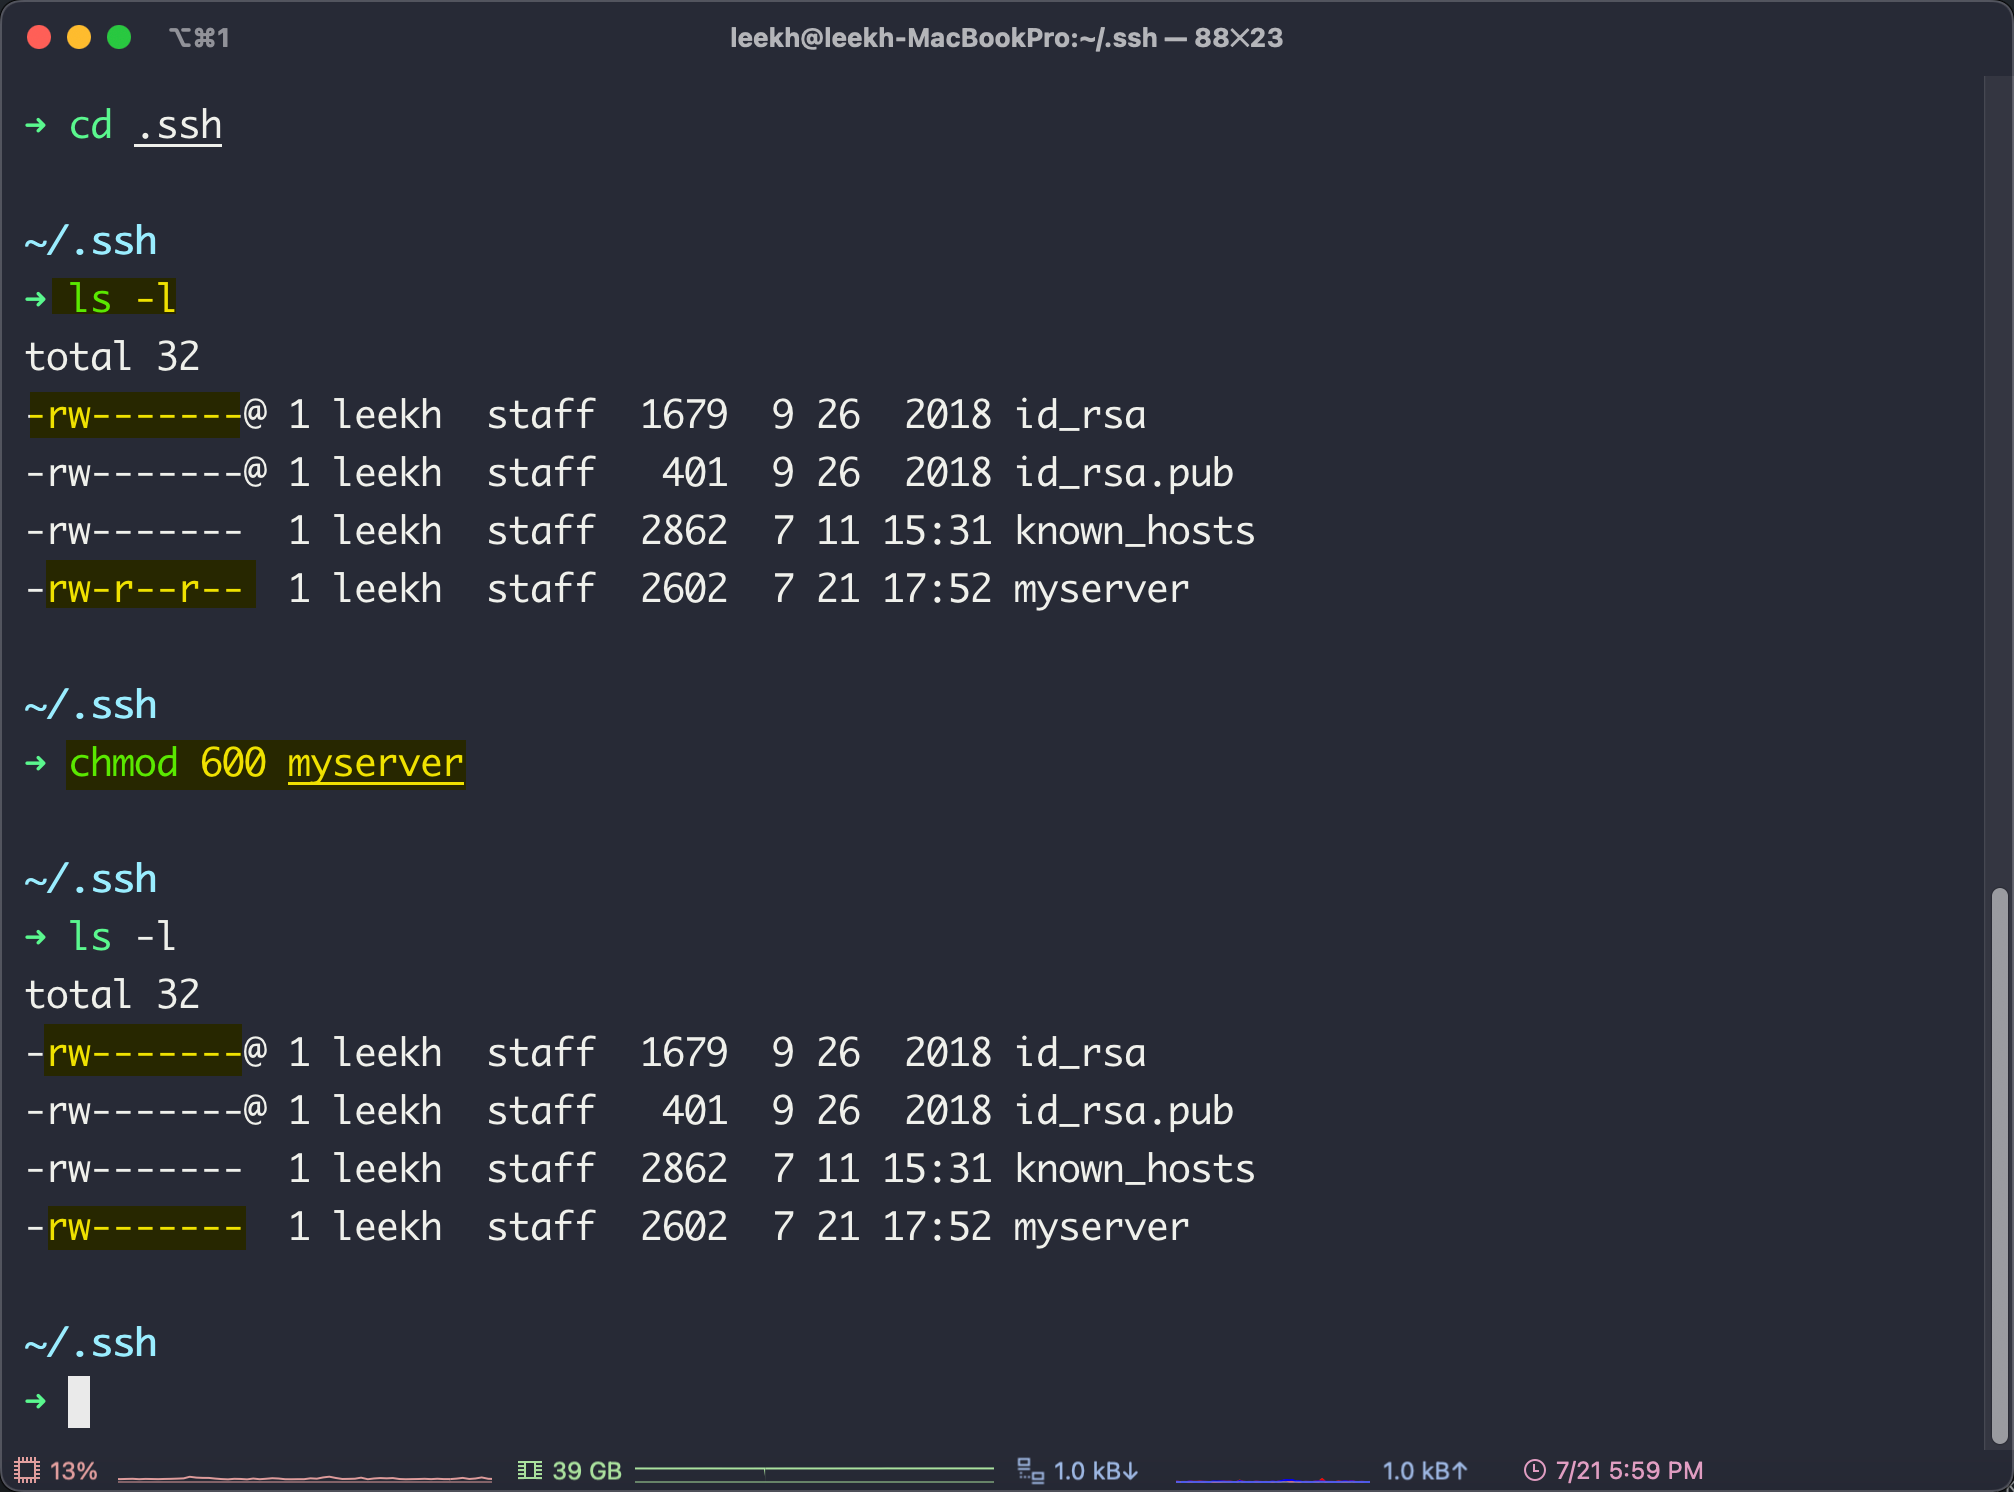 ⌥⌘1 leekh@leekh-MacBookPro:~/.ssh — 88×23
➜ cd .ssh
~/.ssh
➜ ls -l
total 32
-rw-------@ 1 leekh  staff  1679  9 26  2018 id_rsa
-rw-------@ 1 leekh  staff   401  9 26  2018 id_rsa.pub
-rw-------  1 leekh  staff  2862  7 11 15:31 known_hosts
-rw-r--r--  1 leekh  staff  2602  7 21 17:52 myserver
~/.ssh
➜ chmod 600 myserver
~/.ssh
➜ ls -l
total 32
-rw-------@ 1 leekh  staff  1679  9 26  2018 id_rsa
-rw-------@ 1 leekh  staff   401  9 26  2018 id_rsa.pub
-rw-------  1 leekh  staff  2862  7 11 15:31 known_hosts
-rw-------  1 leekh  staff  2602  7 21 17:52 myserver
~/.ssh
➜
13% 39 GB 1.0 kB↓ 1.0 kB↑ 7/21 5:59 PM